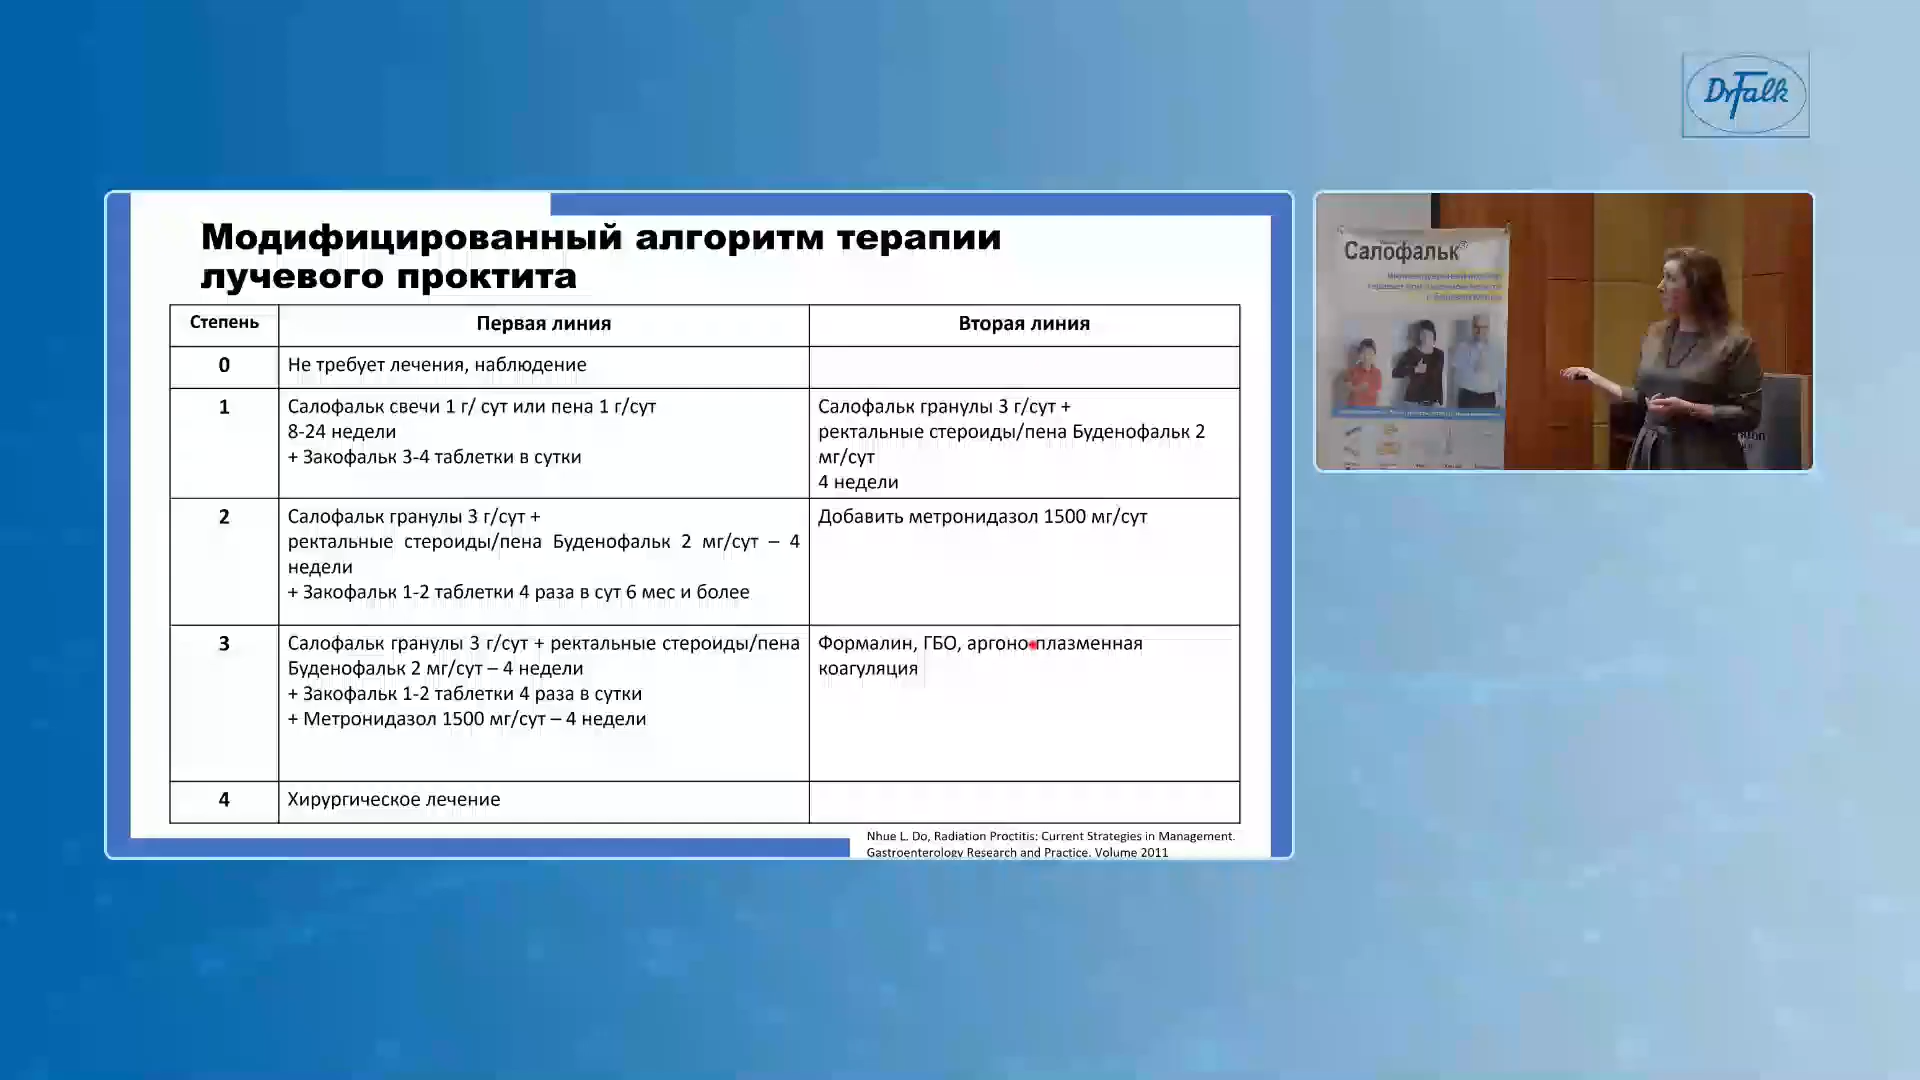 Dr Falk
Модифицированный алгоритм терапии
лучевого проктита
Степень
Первая линия
Вторая линия
0
Не требует лечения, наблюдение
1
Салофальк свечи 1 г/ сут или пена 1 г/сут
8-24 недели
+ Закофальк 3-4 таблетки в сутки
Салофальк гранулы 3 г/сут +
ректальные стероиды/пена Буденофальк 2
мг/сут
4 недели
2
Салофальк гранулы 3 г/сут +
ректальные стероиды/пена Буденофальк 2 мг/сут – 4
недели
+ Закофальк 1-2 таблетки 4 раза в сут 6 мес и более
Добавить метронидазол 1500 мг/сут
3
Салофальк гранулы 3 г/сут + ректальные стероиды/пена
Буденофальк 2 мг/сут – 4 недели
+ Закофальк 1-2 таблетки 4 раза в сутки
+ Метронидазол 1500 мг/сут – 4 недели
Формалин, ГБО, аргоно-плазменная
коагуляция
4
Хирургическое лечение
Nhue L. Do, Radiation Proctitis: Current Strategies in Management.
Gastroenterology Research and Practice. Volume 2011
Салофальк®